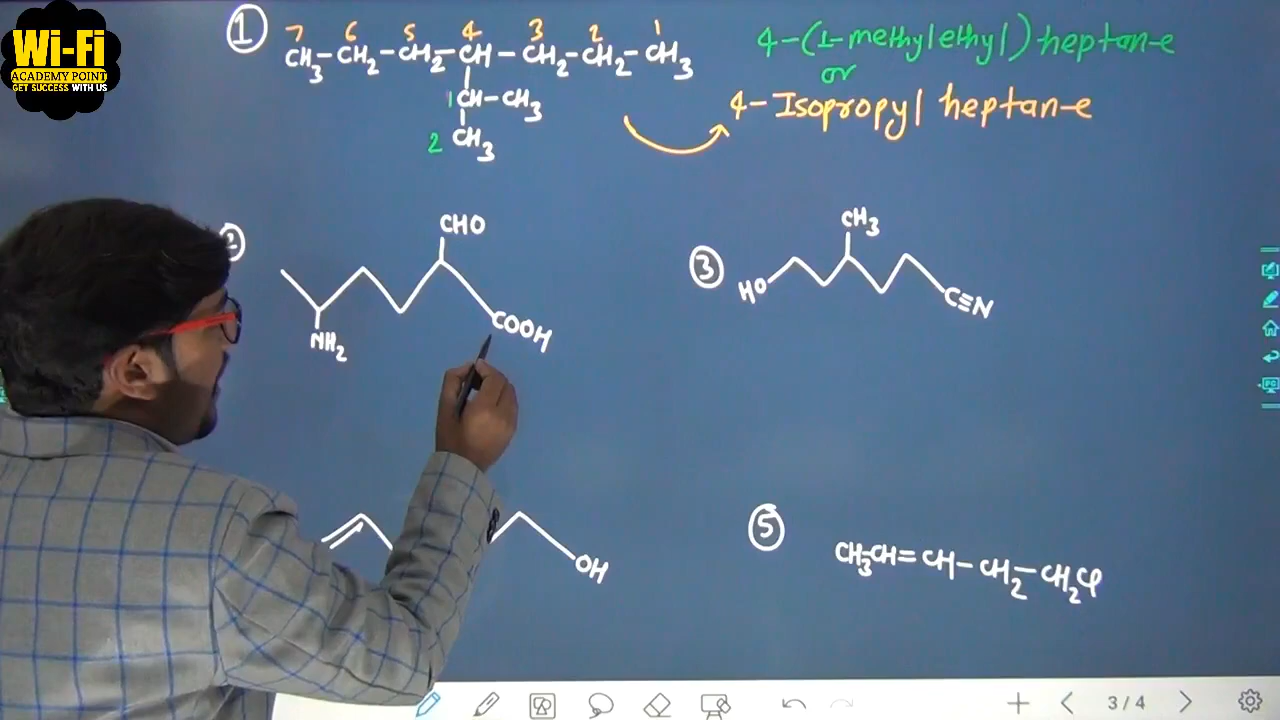 Wi-Fi
ACADEMY POINT
GET SUCCESS WITH US
1
7 6 5 4 3 2 1
CH3-CH2-CH2-CH-CH2-CH2-CH3
1 CH-CH3
2 CH3
4-(1-methylethyl) heptan-e
or
4-Isopropyl heptan-e
2
CHO
NH2
COOH
3
CH3
HO
C≡N
OH
5
CH3CH=CH-CH2-CH2Cl
3/4